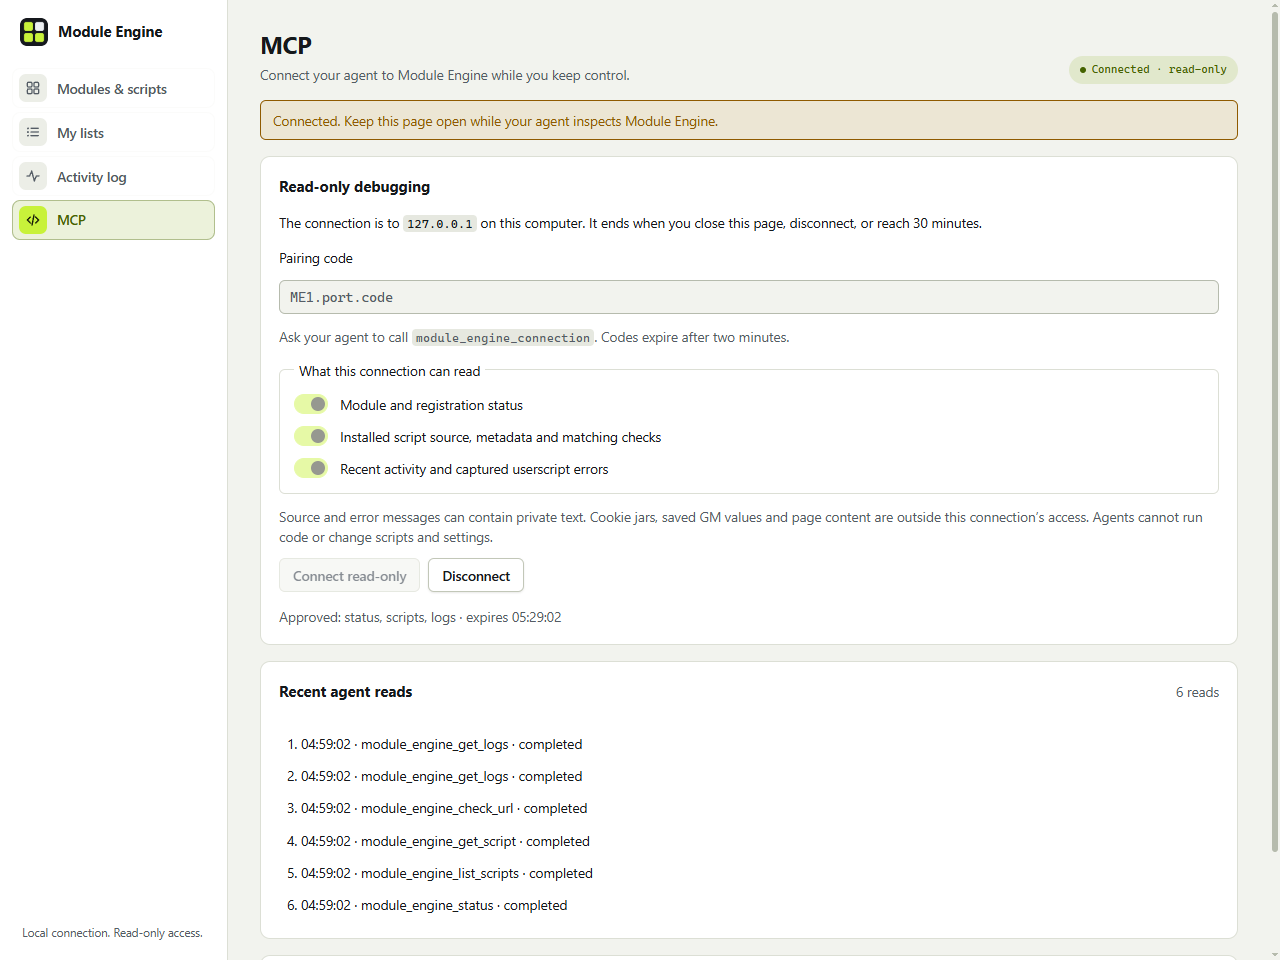 Module Engine
Modules & scripts
My lists
Activity log
MCP
Local connection. Read-only access.
MCP
Connect your agent to Module Engine while you keep control.
Connected · read-only
Connected. Keep this page open while your agent inspects Module Engine.
Read-only debugging
The connection is to 127.0.0.1 on this computer. It ends when you close this page, disconnect, or reach 30 minutes.
Pairing code
ME1.port.code
Ask your agent to call module_engine_connection. Codes expire after two minutes.
What this connection can read
Module and registration status
Installed script source, metadata and matching checks
Recent activity and captured userscript errors
Source and error messages can contain private text. Cookie jars, saved GM values and page content are outside this connection’s access. Agents cannot run
code or change scripts and settings.
Connect read-only
Disconnect
Approved: status, scripts, logs · expires 05:29:02
Recent agent reads
6 reads
1. 04:59:02 · module_engine_get_logs · completed
2. 04:59:02 · module_engine_get_logs · completed
3. 04:59:02 · module_engine_check_url · completed
4. 04:59:02 · module_engine_get_script · completed
5. 04:59:02 · module_engine_list_scripts · completed
6. 04:59:02 · module_engine_status · completed